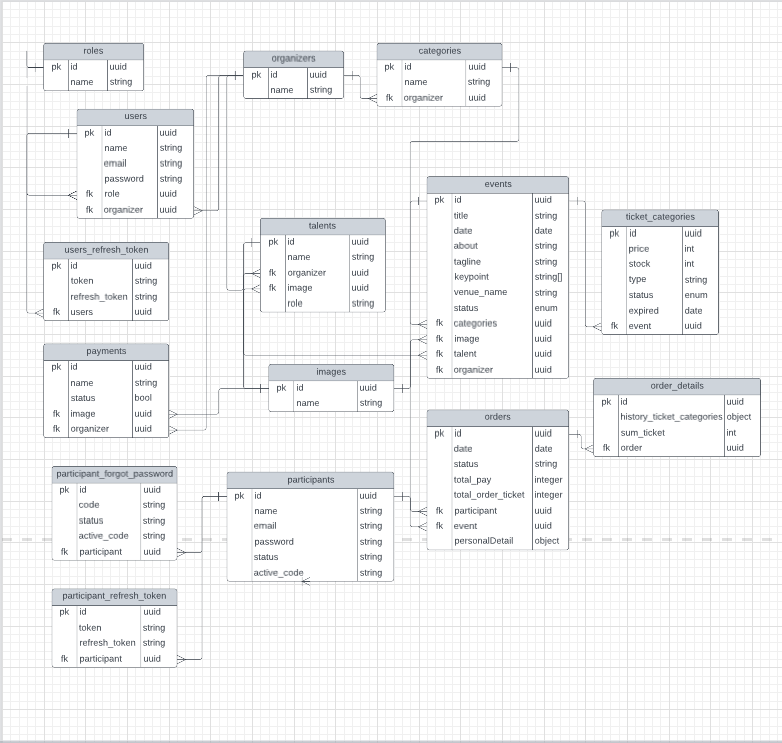 roles
pk id uuid
name string
users
pk id uuid
name string
email string
password string
fk role uuid
fk organizer uuid
users_refresh_token
pk id uuid
token string
refresh_token string
fk users uuid
payments
pk id uuid
name string
status bool
fk image uuid
fk organizer uuid
participant_forgot_password
pk id uuid
code string
status string
active_code string
fk participant uuid
participant_refresh_token
pk id uuid
token string
refresh_token string
fk participant uuid
organizers
pk id uuid
name string
talents
pk id uuid
name string
fk organizer uuid
fk image uuid
role uuid
images
pk id uuid
name string
participants
pk id uuid
name string
email string
password string
status string
active_code string
categories
pk id uuid
name string
fk organizer uuid
events
pk id uuid
title string
date date
about string
tagline string
keypoint string[]
venue_name string
status enum
fk categories uuid
fk image uuid
fk talent uuid
fk organizer uuid
orders
pk id uuid
date date
status string
total_pay integer
total_order_ticket integer
fk participant uuid
fk event uuid
personalDetail object
ticket_categories
pk id uuid
price int
stock int
type string
status enum
expired date
fk event uuid
order_details
pk id uuid
history_ticket_categories object
sum_ticket int
fk order uuid